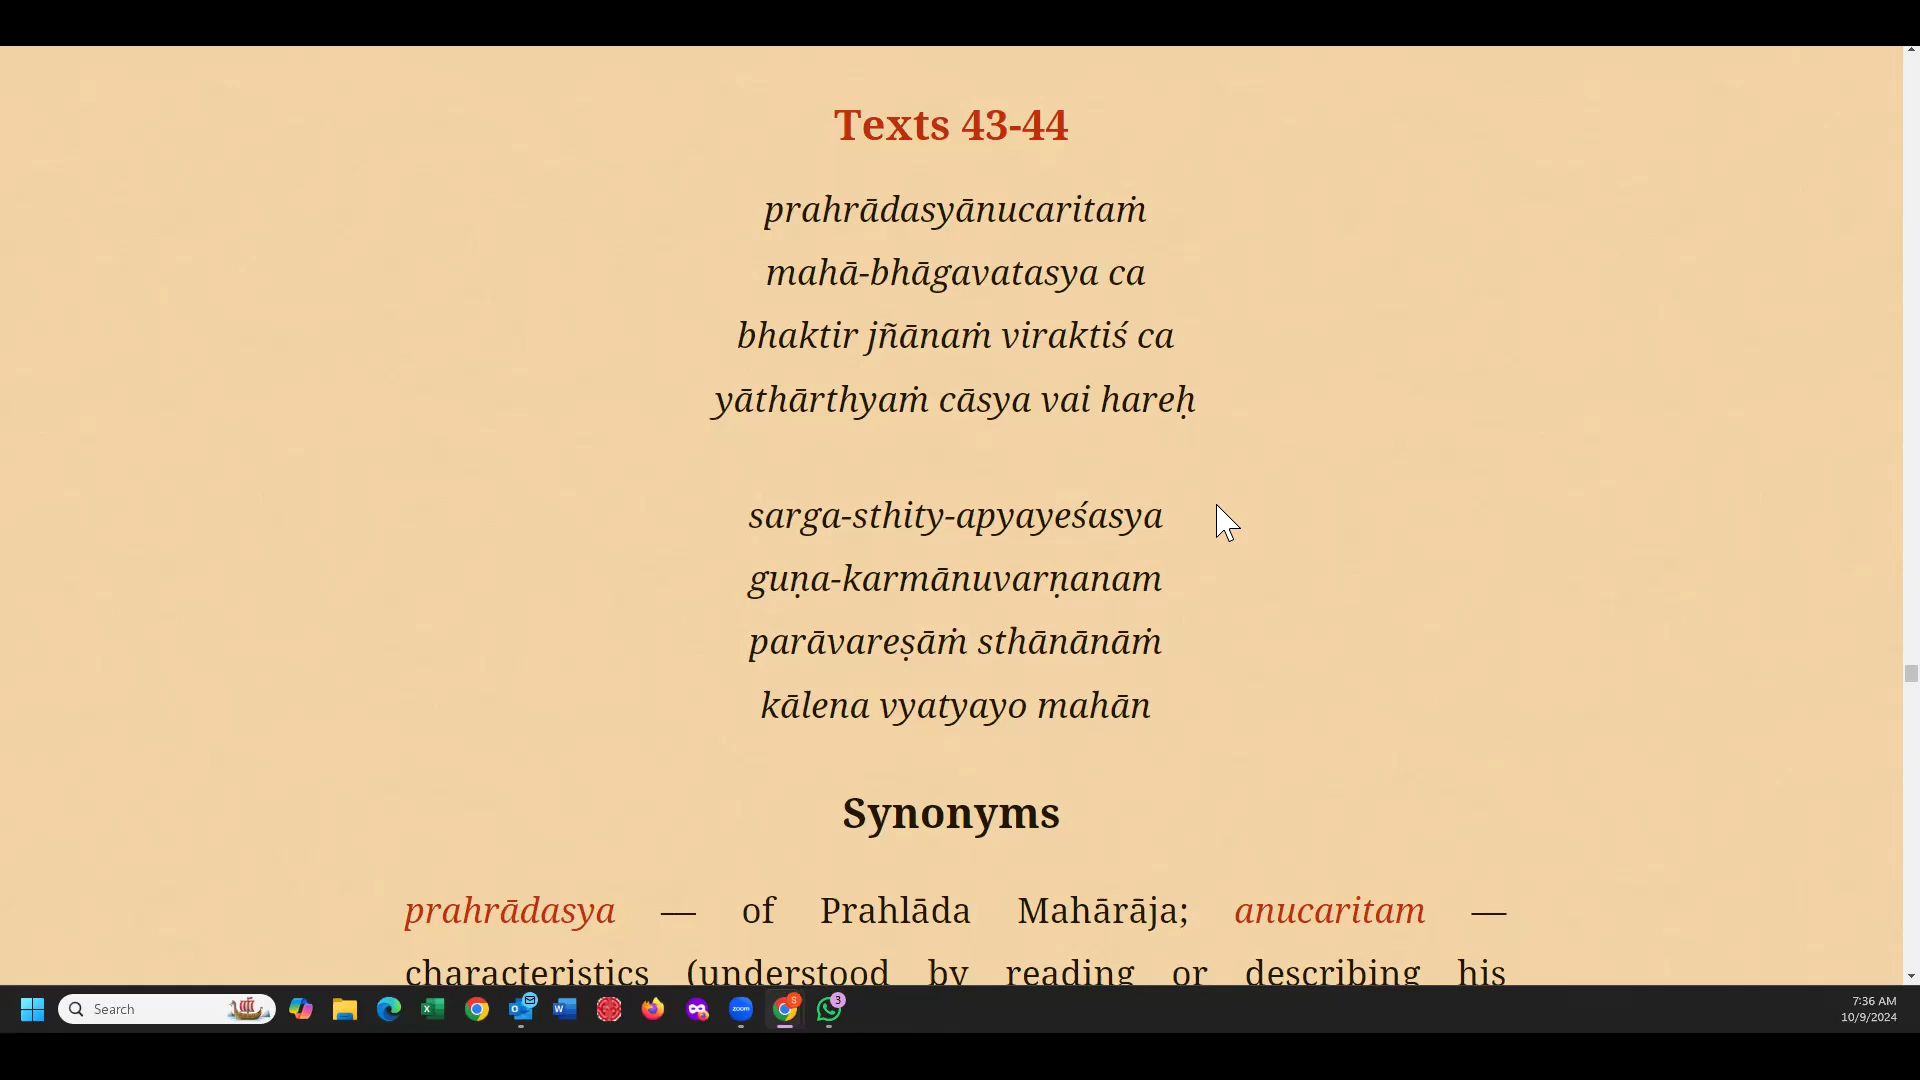 Texts 43-44
prahrādasyānucaritaṁ
mahā-bhāgavatasya ca
bhaktir jñānaṁ viraktiś ca
yāthārthyaṁ cāsya vai hareḥ
sarga-sthity-apyayeśasya
guṇa-karmānuvarṇanam
parāvareṣāṁ sthānānāṁ
kālena vyatyayo mahān
Synonyms
prahrādasya — of Prahlāda Mahārāja; anucaritam —
characteristics (understood by reading or describing his
Search
zoom
S
3
7:36 AM
10/9/2024